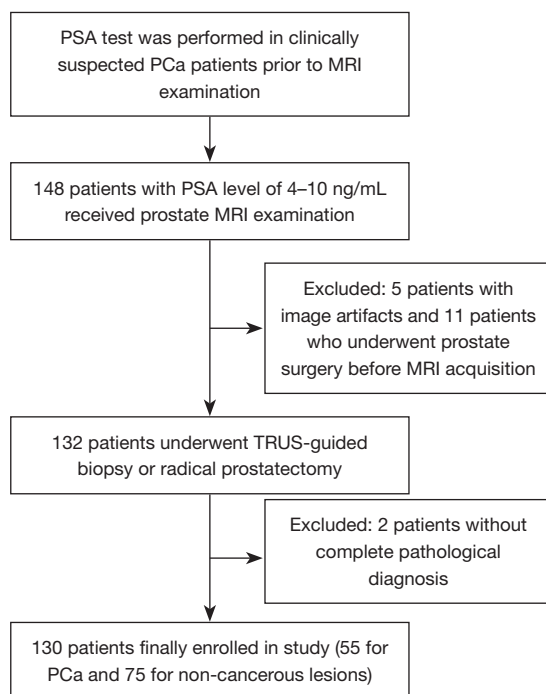 PSA test was performed in clinically
suspected PCa patients prior to MRI
examination
148 patients with PSA level of 4–10 ng/mL
received prostate MRI examination
Excluded: 5 patients with
image artifacts and 11 patients
who underwent prostate
surgery before MRI acquisition
132 patients underwent TRUS-guided
biopsy or radical prostatectomy
Excluded: 2 patients without
complete pathological
diagnosis
130 patients finally enrolled in study (55 for
PCa and 75 for non-cancerous lesions)